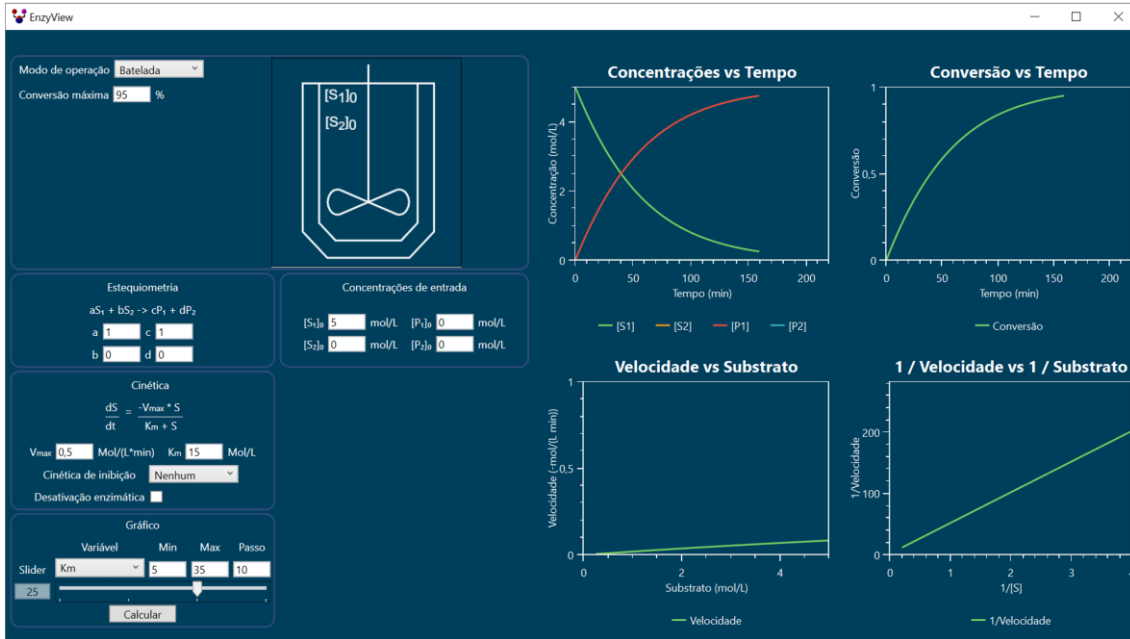 EnzyView
Modo de operação Batelada
Conversão máxima 95 %
[S₁]₀
[S₂]₀
Estequiometria
aS₁ + bS₂ -> cP₁ + dP₂
a 1 c 1
b 0 d 0
Concentrações de entrada
[S₁]₀ 5 mol/L [P₁]₀ 0 mol/L
[S₂]₀ 0 mol/L [P₂]₀ 0 mol/L
Cinética
dS
dt
=
-Vmax * S
Km + S
Vmax 0,5 Mol/(L*min) Km 15 Mol/L
Cinética de inibição Nenhum
Desativação enzimática
Gráfico
Variável Min Max Passo
Slider Km 5 35 10
25
Calcular
Concentrações vs Tempo
Concentração (mol/L)
4
2
0
0 50 100 150 200
Tempo (min)
[S1] [S2] [P1] [P2]
Conversão vs Tempo
Conversão
1
0,5
0
0 50 100 150 200
Tempo (min)
Conversão
Velocidade vs Substrato
Velocidade (-mol/(L min))
1
0,5
0
0 2 4
Substrato (mol/L)
Velocidade
1 / Velocidade vs 1 / Substrato
1/Velocidade
200
100
0
0 1 2 3 4
1/[S]
1/Velocidade